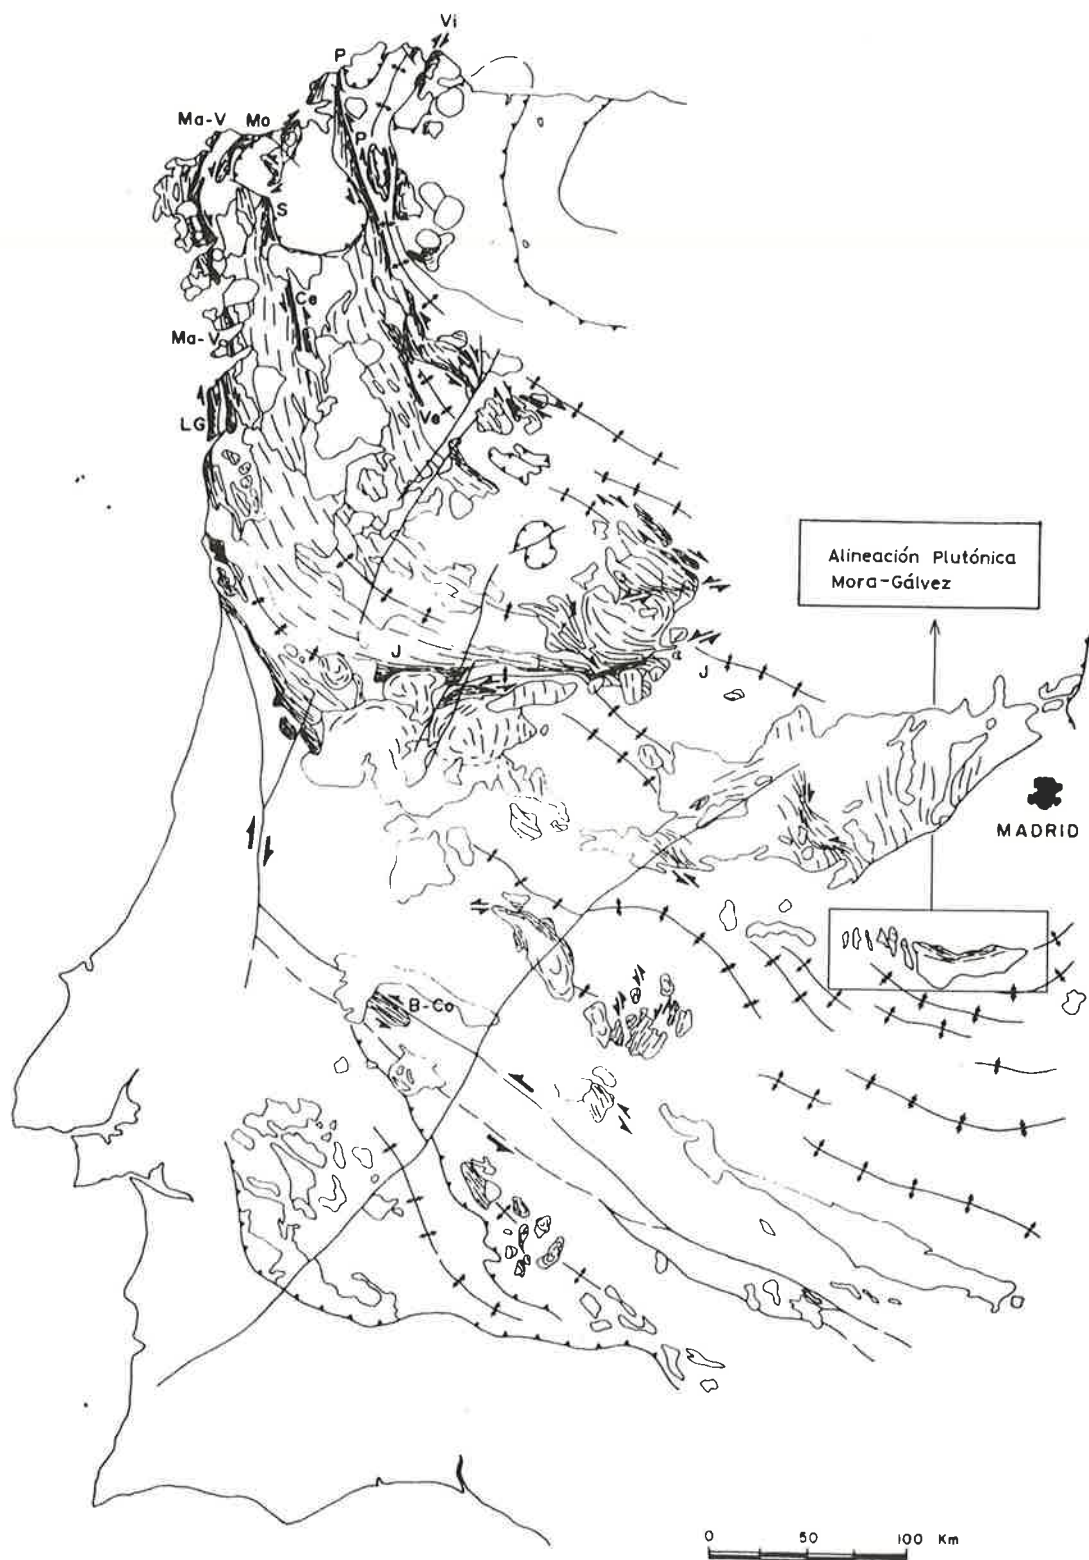 Vi
P
Ma-V
Mo
P
S
Ce
Ma-V
Ve
LG
Alineación Plutónica
Mora-Gálvez
J
J
MADRID
B-Co
0 50 100 Km